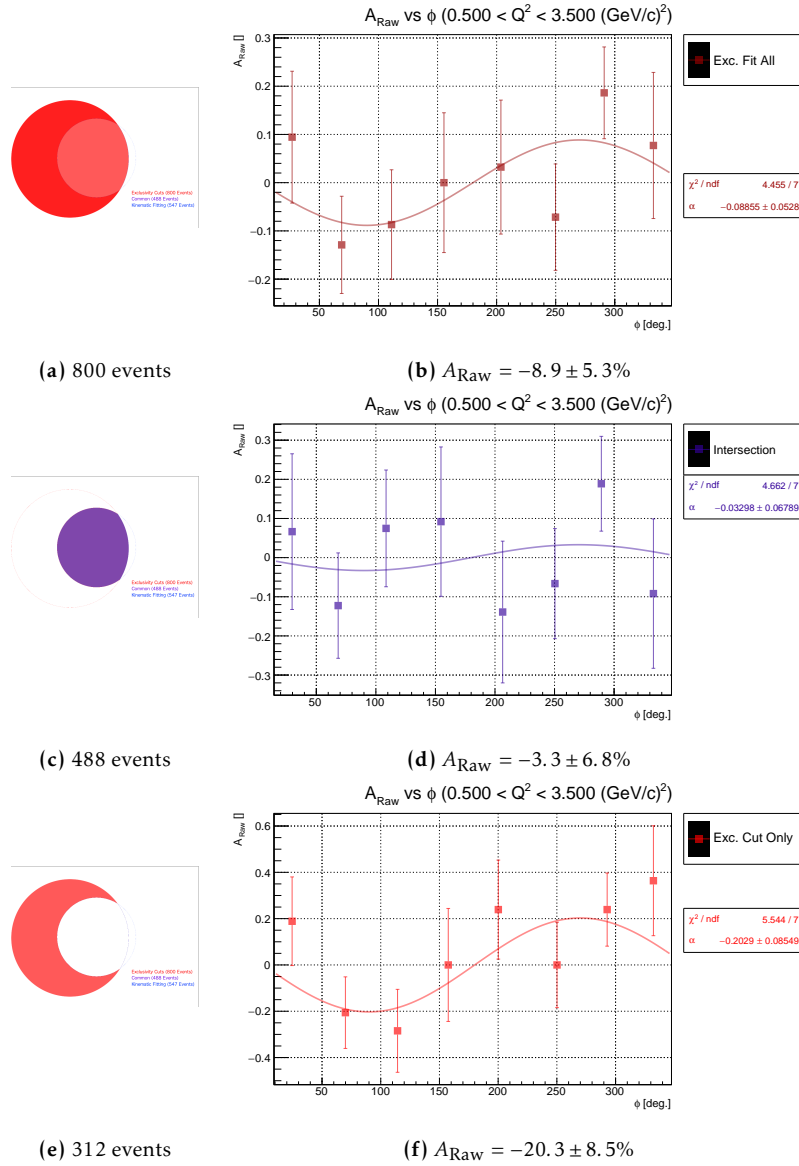 A_Raw vs ϕ (0.500 < Q² < 3.500 (GeV/c)²)
A_Raw []
0.3
0.2
0.1
0
−0.1
−0.2
50 100 150 200 250 300
ϕ [deg.]
Exc. Fit All
χ² / ndf 4.455 / 7
α −0.08855 ± 0.0528
Exclusivity Cuts (800 Events)
Common (488 Events)
Kinematic Fitting (547 Events)
(a) 800 events
(b) A_Raw = −8.9 ± 5.3%
A_Raw vs ϕ (0.500 < Q² < 3.500 (GeV/c)²)
A_Raw []
0.3
0.2
0.1
0
−0.1
−0.2
−0.3
50 100 150 200 250 300
ϕ [deg.]
Intersection
χ² / ndf 4.662 / 7
α −0.03298 ± 0.06789
Exclusivity Cuts (800 Events)
Common (488 Events)
Kinematic Fitting (547 Events)
(c) 488 events
(d) A_Raw = −3.3 ± 6.8%
A_Raw vs ϕ (0.500 < Q² < 3.500 (GeV/c)²)
A_Raw []
0.6
0.4
0.2
0
−0.2
−0.4
50 100 150 200 250 300
ϕ [deg.]
Exc. Cut Only
χ² / ndf 5.544 / 7
α −0.2029 ± 0.08549
Exclusivity Cuts (800 Events)
Common (488 Events)
Kinematic Fitting (547 Events)
(e) 312 events
(f) A_Raw = −20.3 ± 8.5%